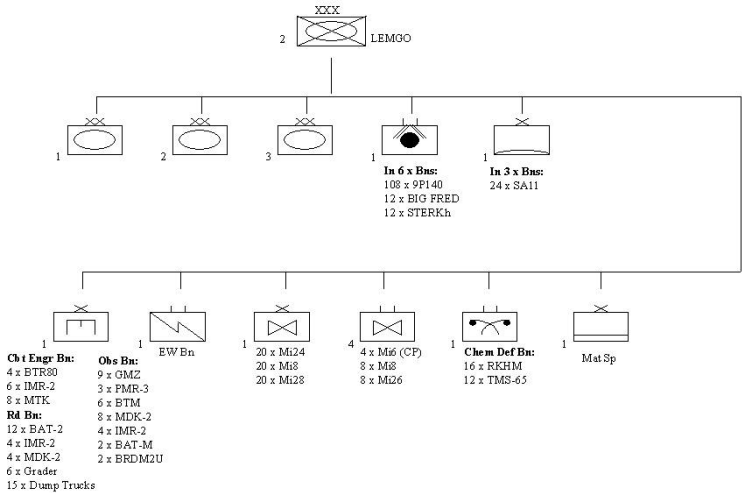 XXX
2 LEMGO
XX XX XX X
1 2 3 1 1
In 6 x Bns:
108 x 9P140
12 x BIG FRED
12 x STERKh
In 3 x Bns:
24 x SA11
X X X
1 1 1 4 1 1
Cbt Engr Bn:
4 x BTR80
6 x IMR-2
8 x MTK
Rd Bn:
12 x BAT-2
4 x IMR-2
4 x MDK-2
6 x Grader
15 x Dump Trucks
Obs Bn:
9 x GMZ
3 x PMR-3
6 x BTM
8 x MDK-2
4 x IMR-2
2 x BAT-M
2 x BRDM2U
EW Bn
20 x Mi24
20 x Mi8
20 x Mi28
4 x Mi6 (CP)
8 x Mi8
8 x Mi26
Chem Def Bn:
16 x RKHM
12 x TMS-65
Mat Sp